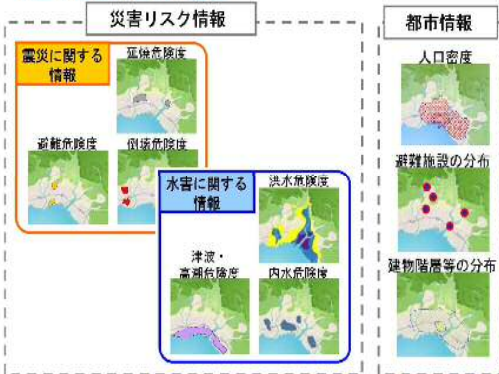 災害リスク情報
震災に関する
情報
延焼危険度
避難危険度
倒壊危険度
水害に関する
情報
洪水危険度
津波・
高潮危険度
内水危険度
都市情報
人口密度
避難施設の分布
建物階層等の分布